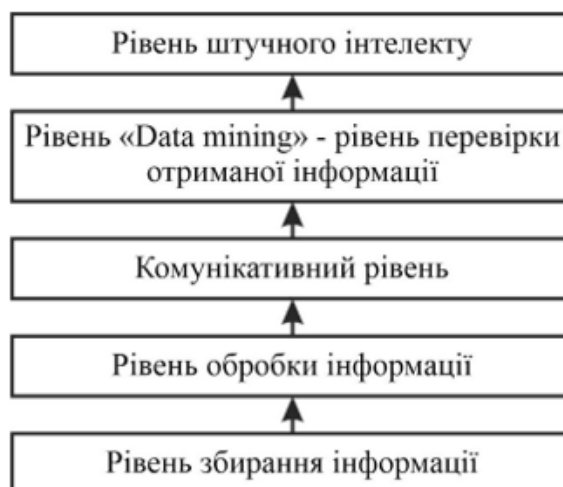 Рівень штучного інтелекту
Рівень «Data mining» - рівень перевірки
отриманої інформації
Комунікативний рівень
Рівень обробки інформації
Рівень збирання інформації